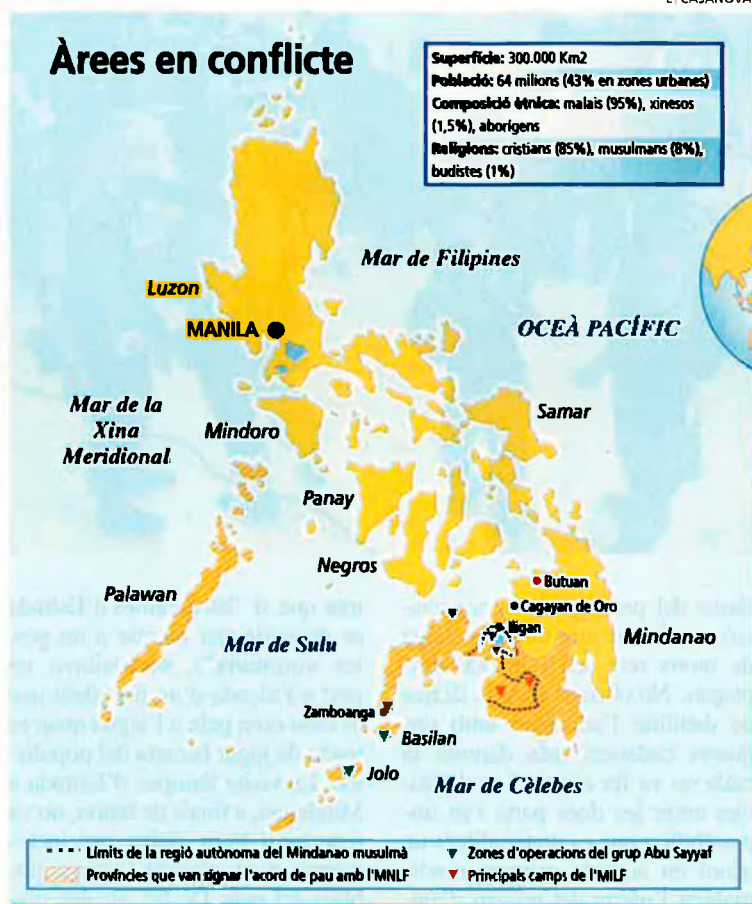 CASANOVA
Àrees en conflicte
Superfície: 300.000 Km2
Població: 64 milions (43% en zones urbanes)
Composició ètnica: malais (95%), xinesos
(1,5%), aborígens
Religions: cristians (85%), musulmans (8%),
budistes (1%)
Mar de Filipines
Luzon
MANILA
OCEÀ PACÍFIC
Mar de la
Xina
Meridional
Mindoro
Samar
Panay
Negros
Palawan
Butuan
Cagayan de Oro
Iligan
Mindanao
Mar de Sulu
Zamboanga
Basilan
Jolo
Mar de Cèlebes
Límits de la regió autònoma del Mindanao musulmà
Zones d'operacions del grup Abu Sayyaf
Províncies que van signar l'acord de pau amb l'MNLF
Principals camps de l'MILF